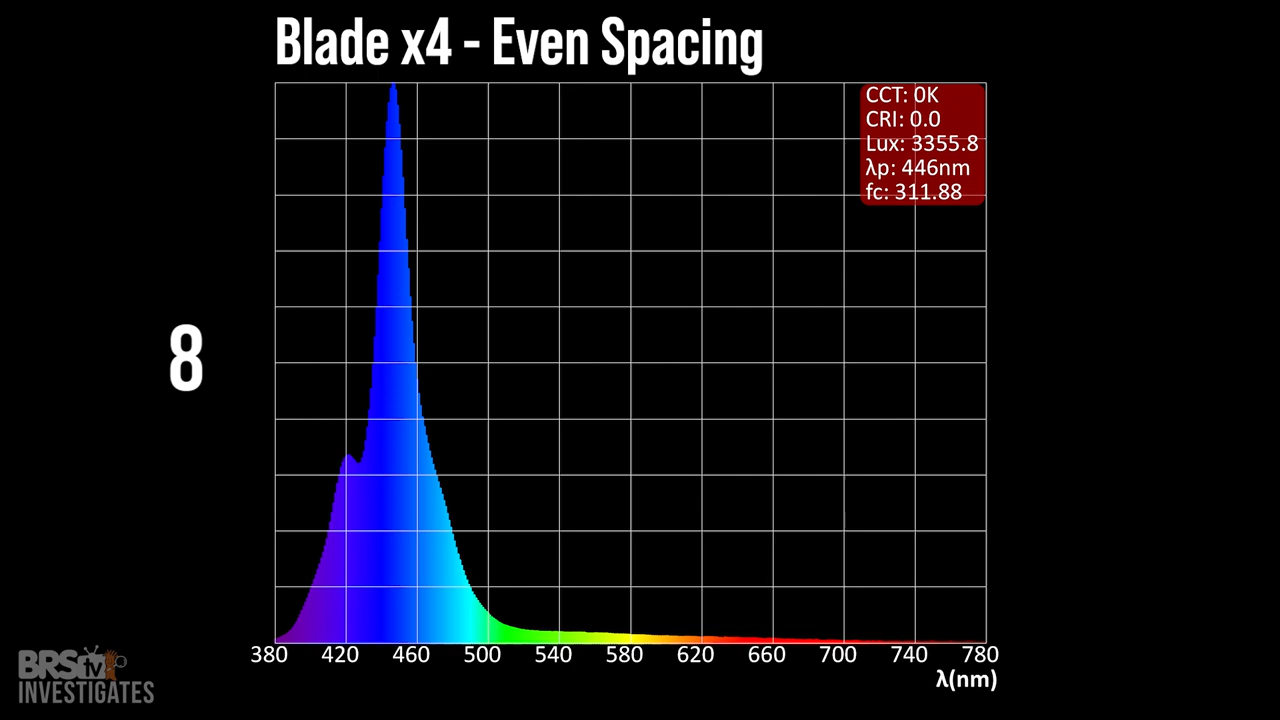 Blade x4 - Even Spacing
CCT: 0K
CRI: 0.0
Lux: 3355.8
λp: 446nm
fc: 311.88
8
380 420 460 500 540 580 620 660 700 740 780
λ(nm)
BRS TV
INVESTIGATES